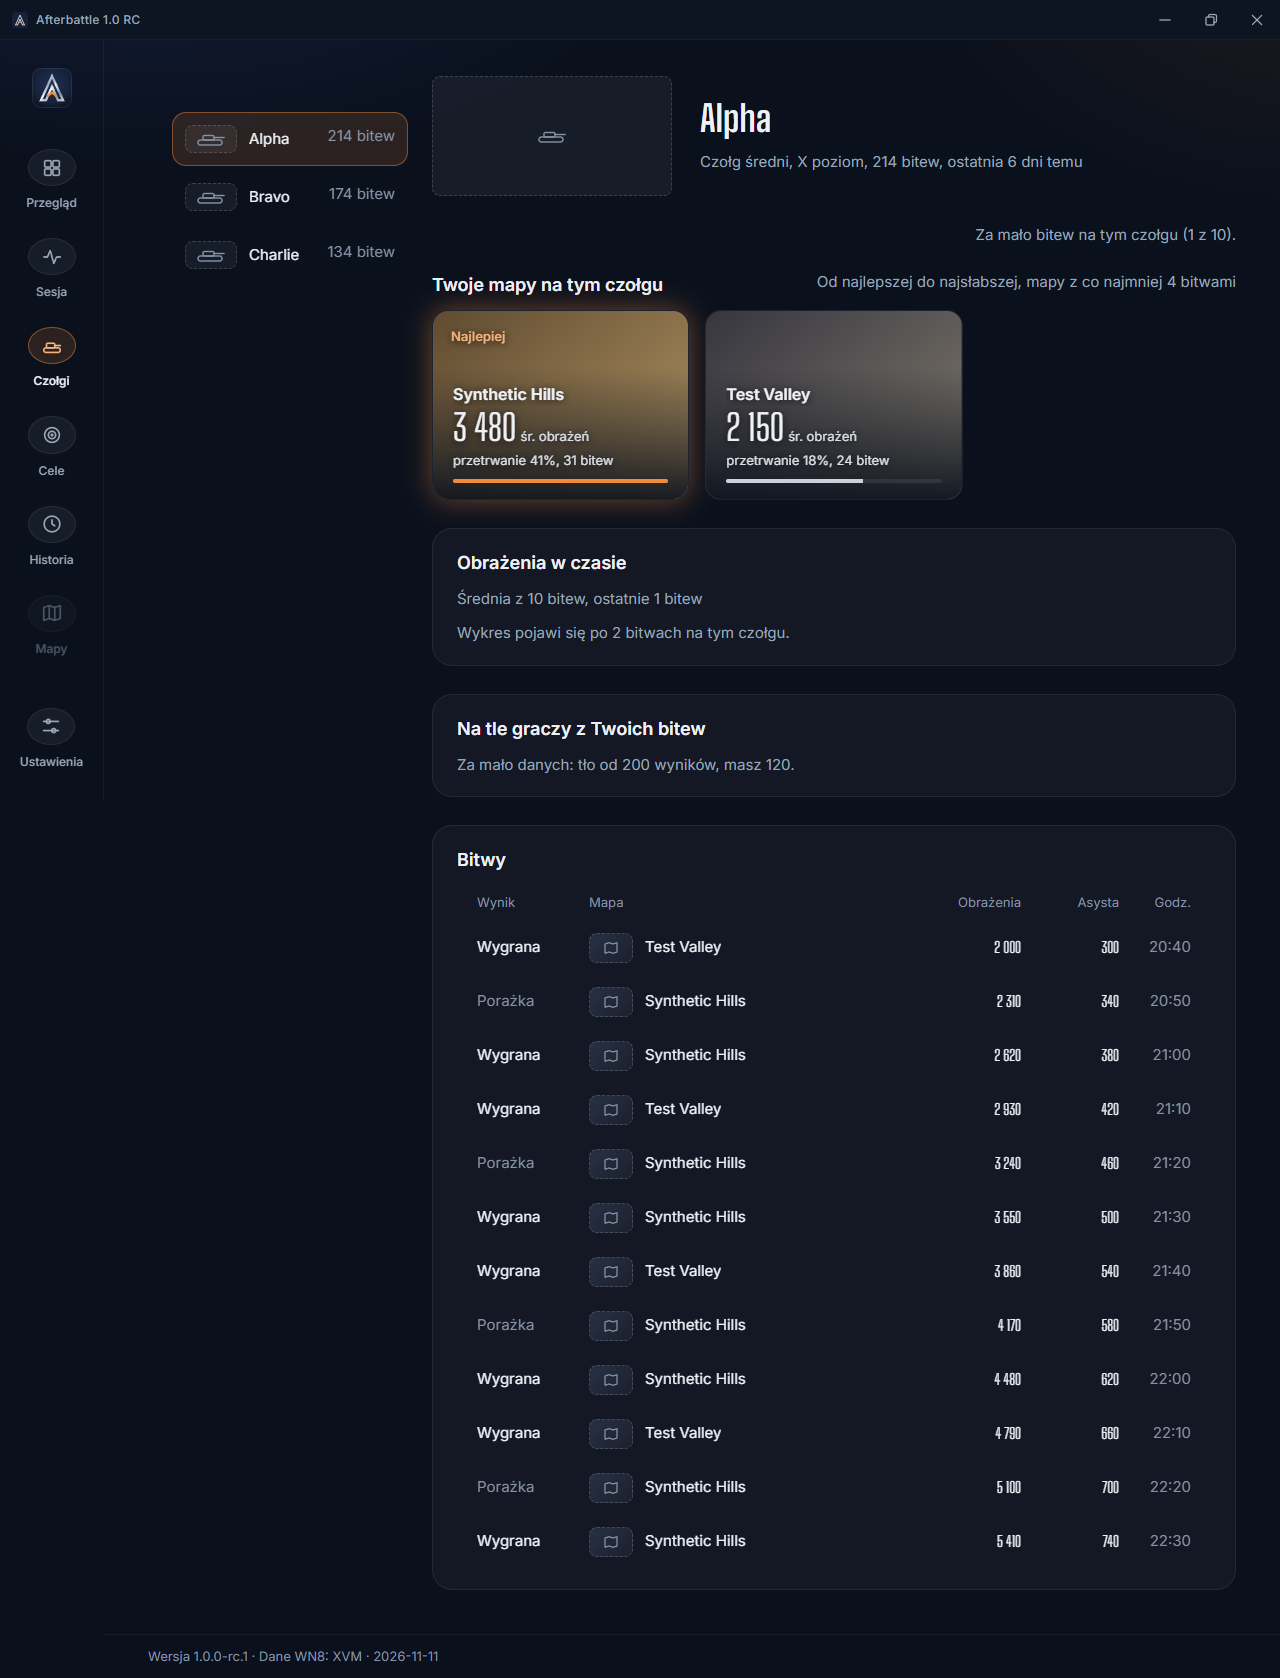 Afterbattle 1.0 RC
Przegląd
Sesja
Czołgi
Cele
Historia
Mapy
Ustawienia
Alpha 214 bitew
Bravo 174 bitew
Charlie 134 bitew
Alpha
Czołg średni, X poziom, 214 bitew, ostatnia 6 dni temu
Za mało bitew na tym czołgu (1 z 10).
Twoje mapy na tym czołgu
Od najlepszej do najsłabszej, mapy z co najmniej 4 bitwami
Najlepiej
Synthetic Hills
3 480 śr. obrażeń
przetrwanie 41%, 31 bitew
Test Valley
2 150 śr. obrażeń
przetrwanie 18%, 24 bitew
Obrażenia w czasie
Średnia z 10 bitew, ostatnie 1 bitew
Wykres pojawi się po 2 bitwach na tym czołgu.
Na tle graczy z Twoich bitew
Za mało danych: tło od 200 wyników, masz 120.
Bitwy
Wynik Mapa Obrażenia Asysta Godz.
Wygrana Test Valley 2 000 300 20:40
Porażka Synthetic Hills 2 310 340 20:50
Wygrana Synthetic Hills 2 620 380 21:00
Wygrana Test Valley 2 930 420 21:10
Porażka Synthetic Hills 3 240 460 21:20
Wygrana Synthetic Hills 3 550 500 21:30
Wygrana Test Valley 3 860 540 21:40
Porażka Synthetic Hills 4 170 580 21:50
Wygrana Synthetic Hills 4 480 620 22:00
Wygrana Test Valley 4 790 660 22:10
Porażka Synthetic Hills 5 100 700 22:20
Wygrana Synthetic Hills 5 410 740 22:30
Wersja 1.0.0-rc.1 · Dane WN8: XVM · 2026-11-11